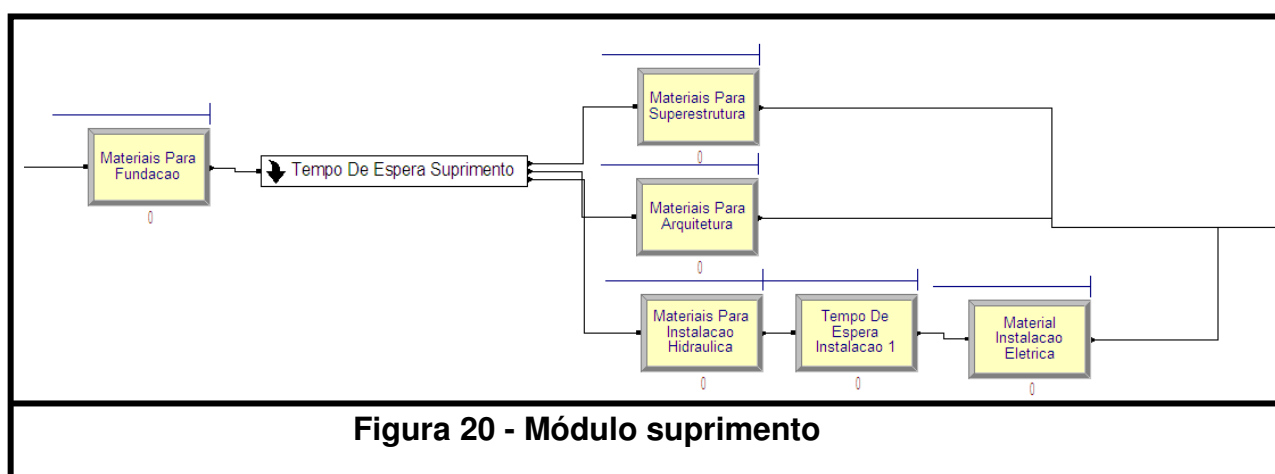 Materiais Para
Fundacao
0
Tempo De Espera Suprimento
Materiais Para
Superestrutura
0
Materiais Para
Arquitetura
0
Materiais Para
Instalacao
Hidraulica
0
Tempo De
Espera
Instalacao 1
0
Material
Instalacao
Eletrica
0
Figura 20 - Módulo suprimento